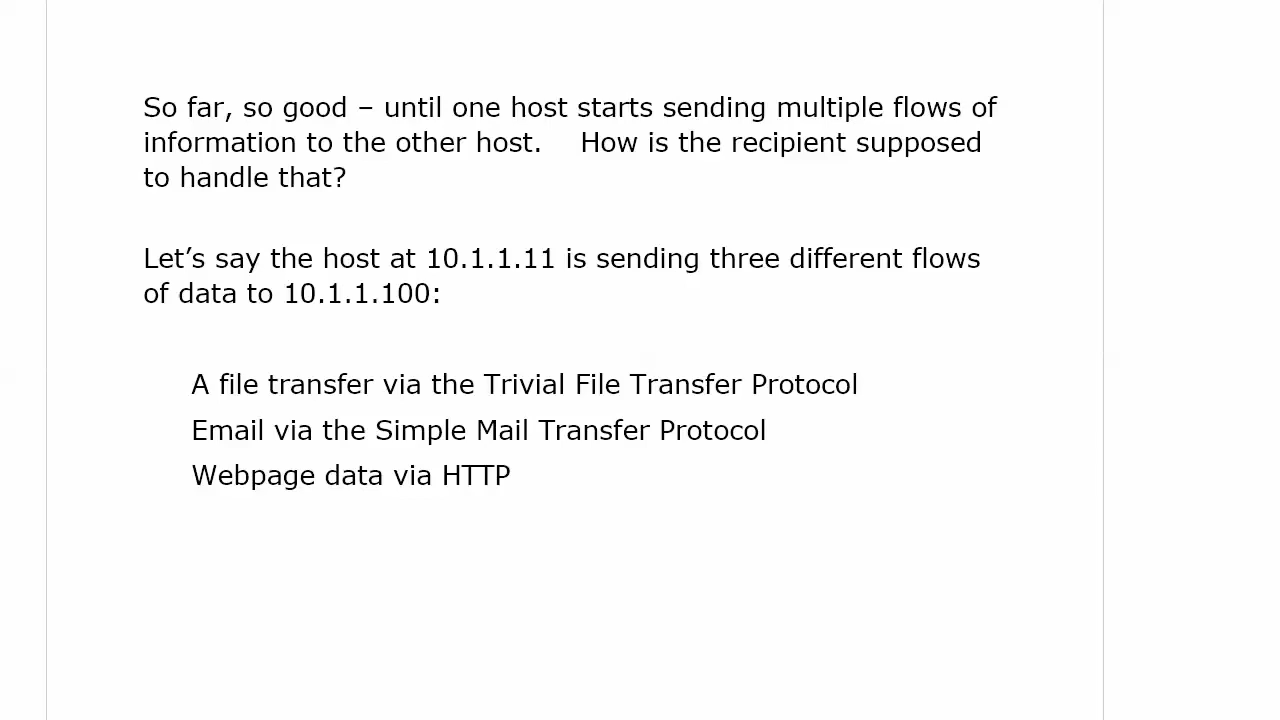 So far, so good – until one host starts sending multiple flows of
information to the other host. How is the recipient supposed
to handle that?
Let’s say the host at 10.1.1.11 is sending three different flows
of data to 10.1.1.100:
A file transfer via the Trivial File Transfer Protocol
Email via the Simple Mail Transfer Protocol
Webpage data via HTTP